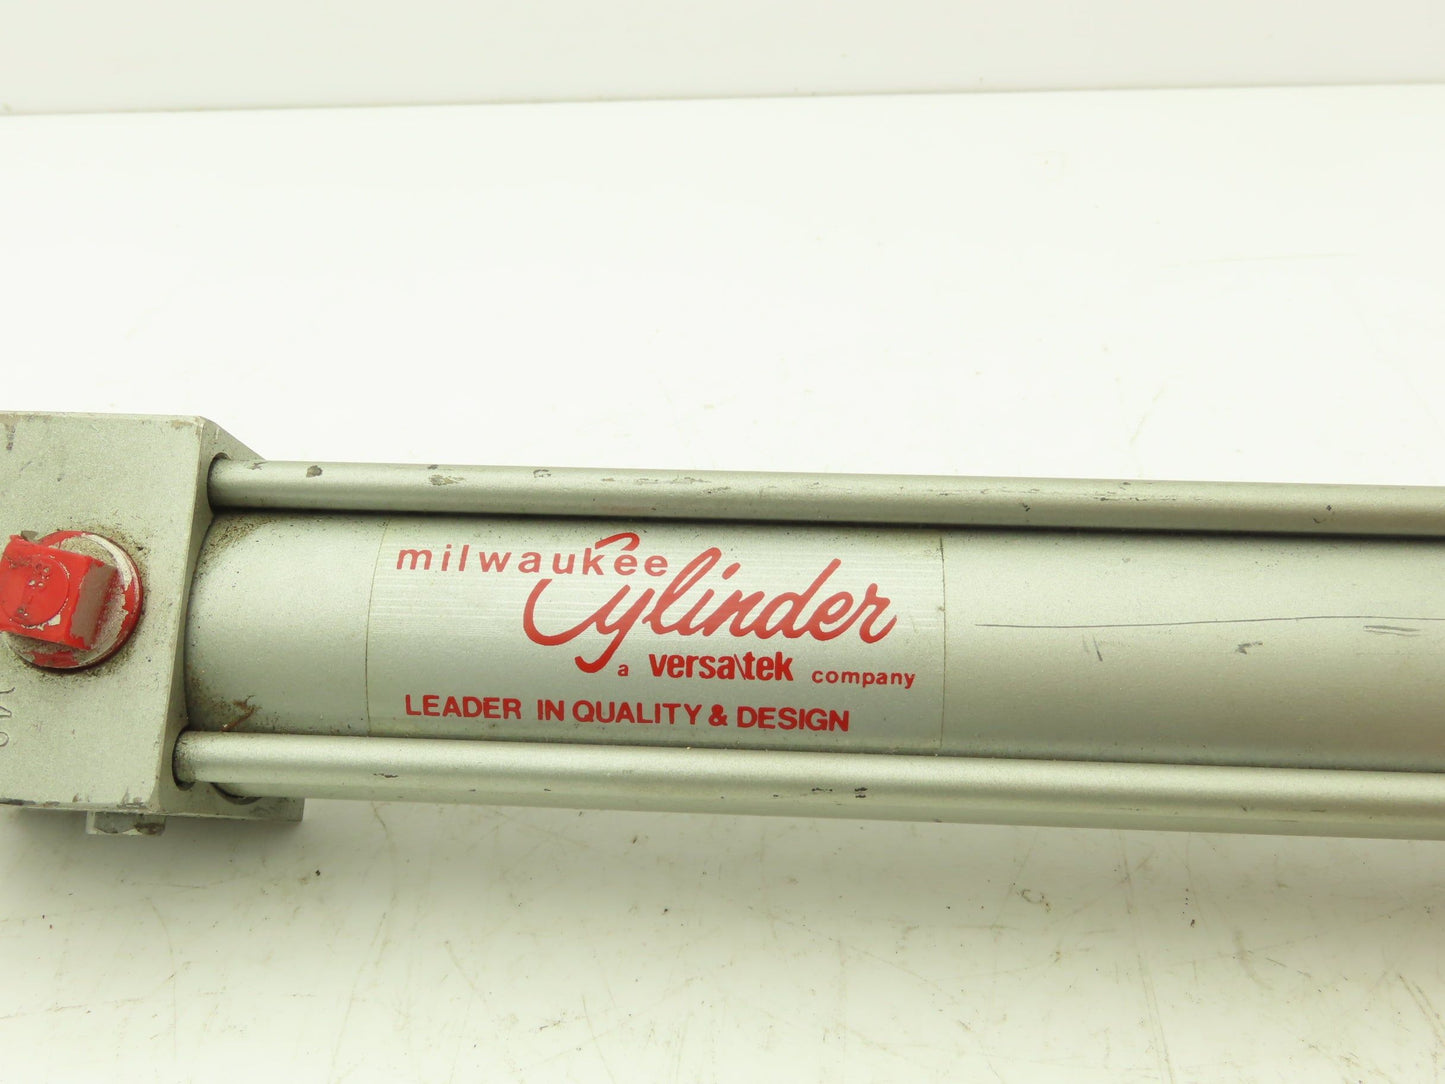 milwaukee Cylinder
a versa\tek company
LEADER IN QUALITY & DESIGN